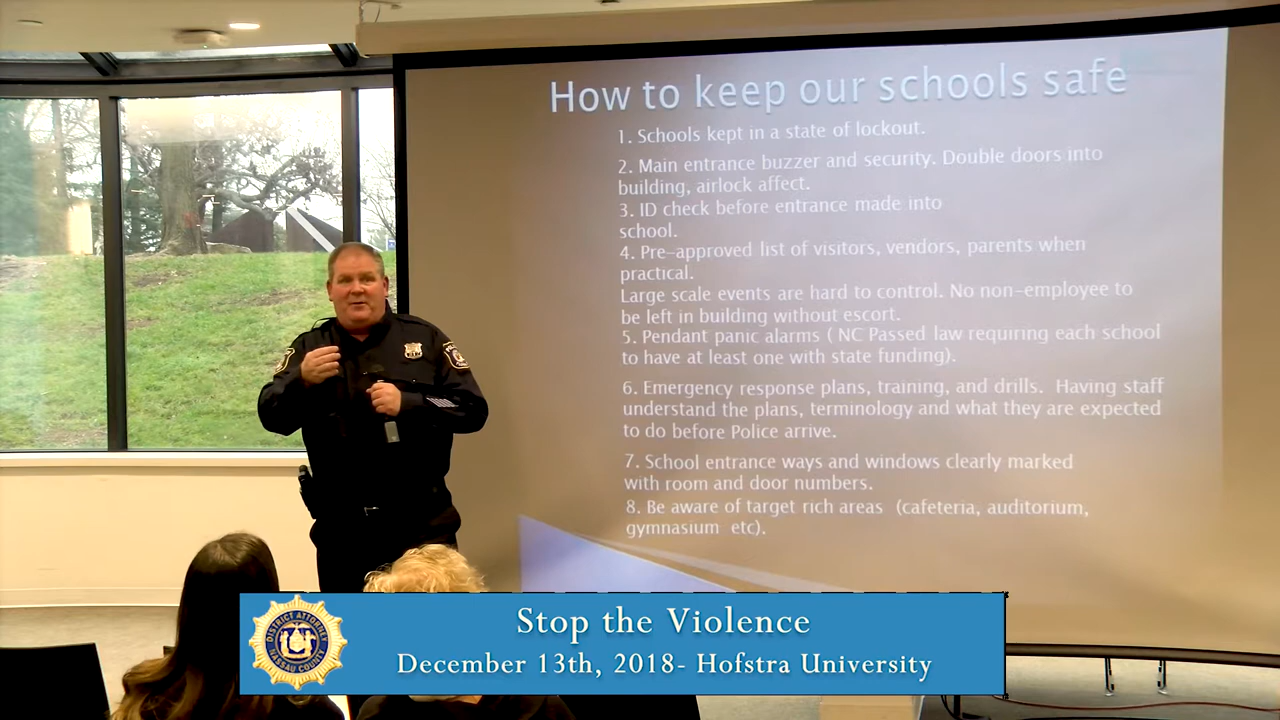 How to keep our schools safe
1. Schools kept in a state of lockout.
2. Main entrance buzzer and security. Double doors into
building, airlock affect.
3. ID check before entrance made into
school.
4. Pre-approved list of visitors, vendors, parents when
practical.
Large scale events are hard to control. No non-employee to
be left in building without escort.
5. Pendant panic alarms ( NC Passed law requiring each school
to have at least one with state funding).
6. Emergency response plans, training, and drills. Having staff
understand the plans, terminology and what they are expected
to do before Police arrive.
7. School entrance ways and windows clearly marked
with room and door numbers.
8. Be aware of target rich areas (cafeteria, auditorium,
gymnasium etc).
DISTRICT ATTORNEY
NASSAU COUNTY
Stop the Violence
December 13th, 2018- Hofstra University